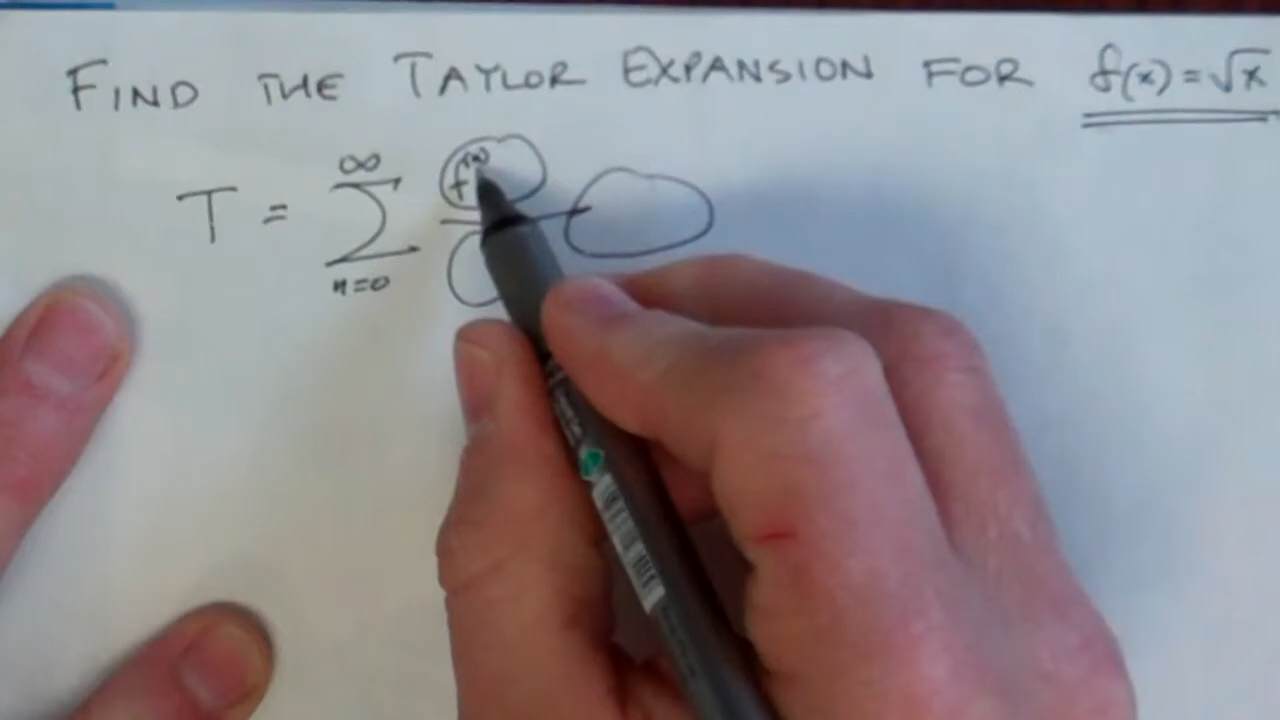 FIND THE TAYLOR EXPANSION FOR f(x)=√x
T = ∞ Σ n=0 f(n)